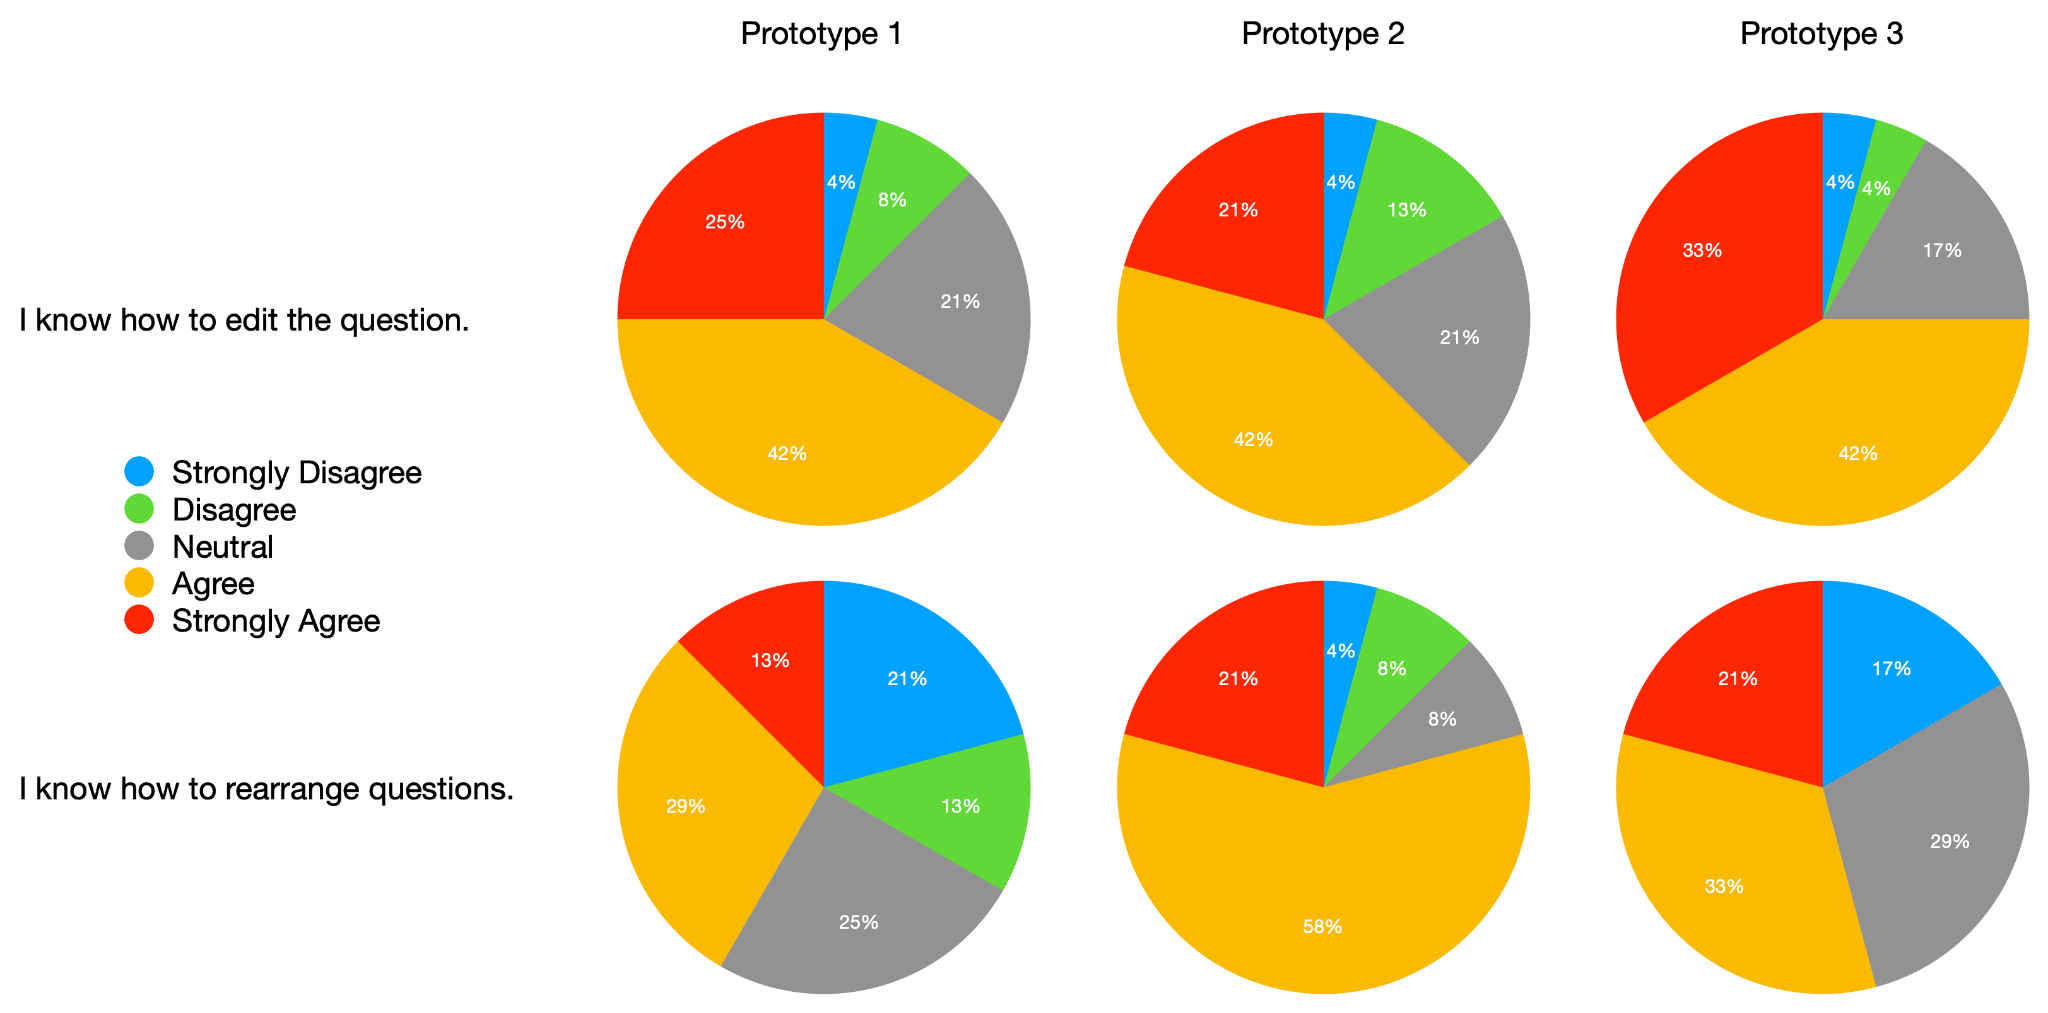 Prototype 1
Prototype 2
Prototype 3
I know how to edit the question.
4%
8%
21%
42%
25%
4%
13%
21%
42%
21%
4%
4%
17%
42%
33%
Strongly Disagree
Disagree
Neutral
Agree
Strongly Agree
I know how to rearrange questions.
21%
13%
25%
29%
13%
4%
8%
8%
58%
21%
17%
29%
33%
21%